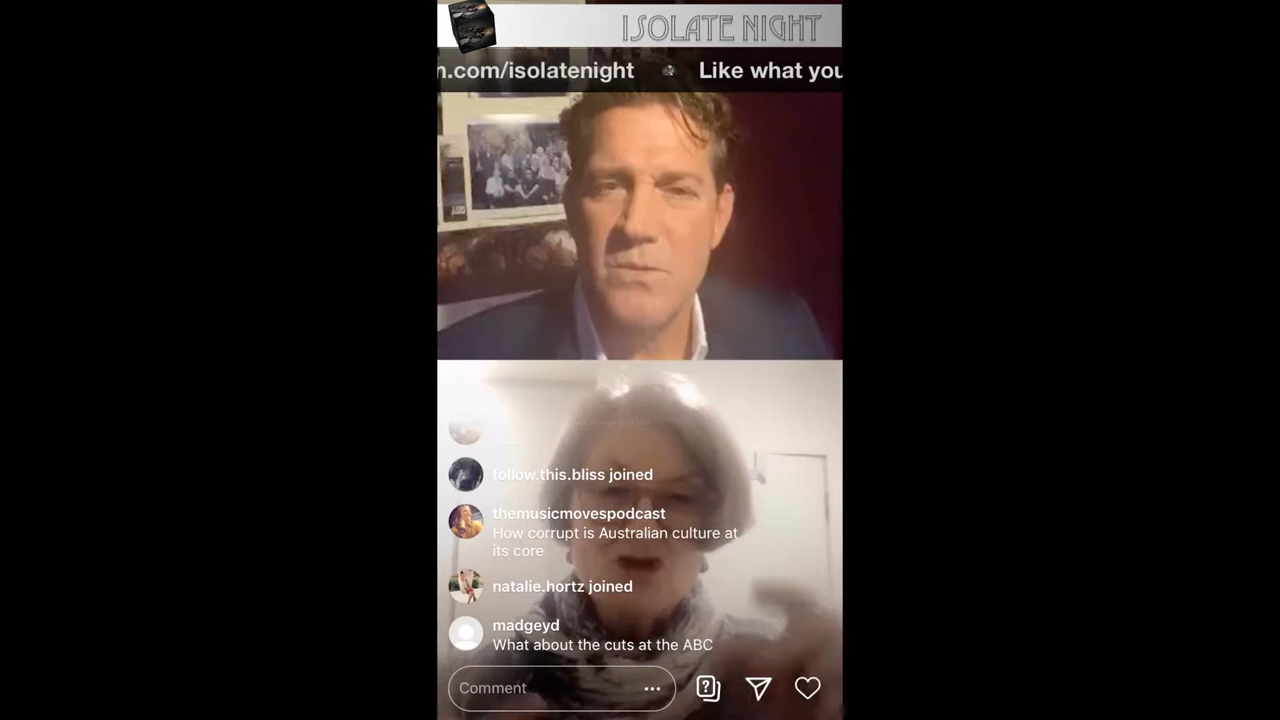 ISOLATE NIGHT
n.com/isolatenight Like what you
follow.this.bliss joined
themusicmovespodcast
How corrupt is Australian culture at
its core
natalie.hortz joined
madgeyd
What about the cuts at the ABC
Comment